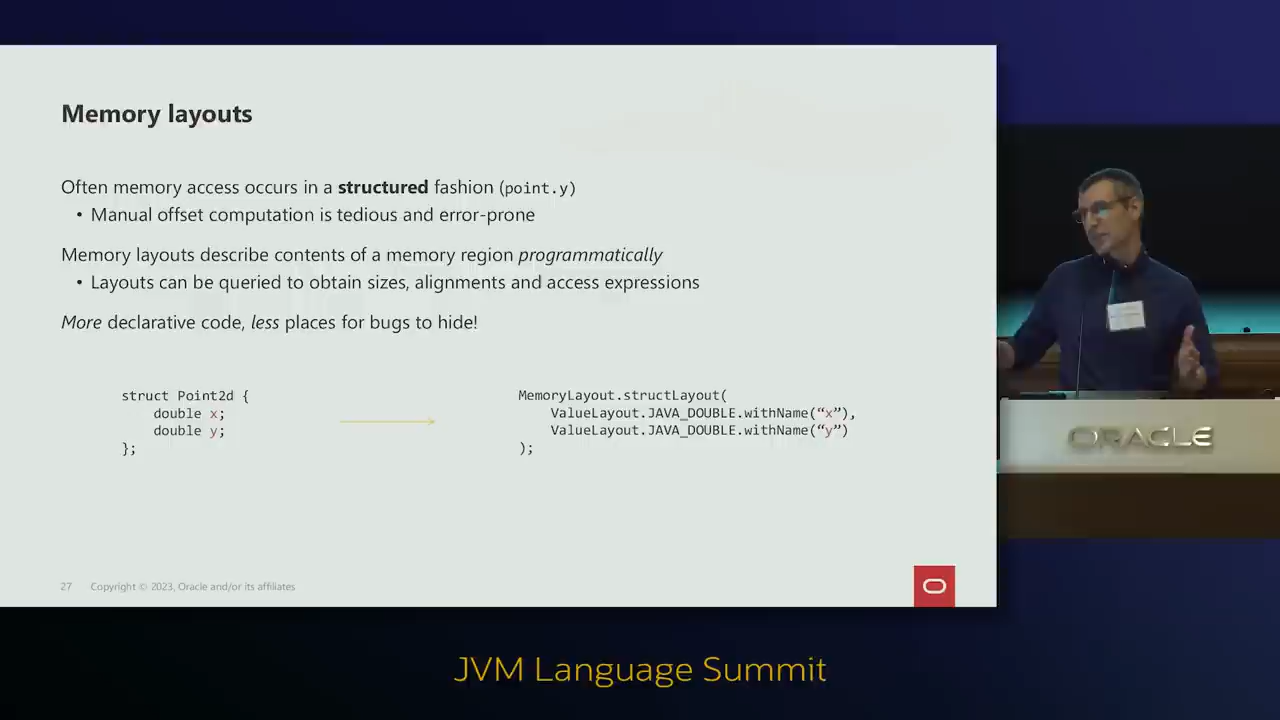 Memory layouts
Often memory access occurs in a structured fashion (point.y)
• Manual offset computation is tedious and error-prone
Memory layouts describe contents of a memory region programmatically
• Layouts can be queried to obtain sizes, alignments and access expressions
More declarative code, less places for bugs to hide!
struct Point2d {
double x;
double y;
};
MemoryLayout.structLayout(
ValueLayout.JAVA_DOUBLE.withName(“x”),
ValueLayout.JAVA_DOUBLE.withName(“y”)
);
27 Copyright © 2023, Oracle and/or its affiliates
ORACLE
JVM Language Summit